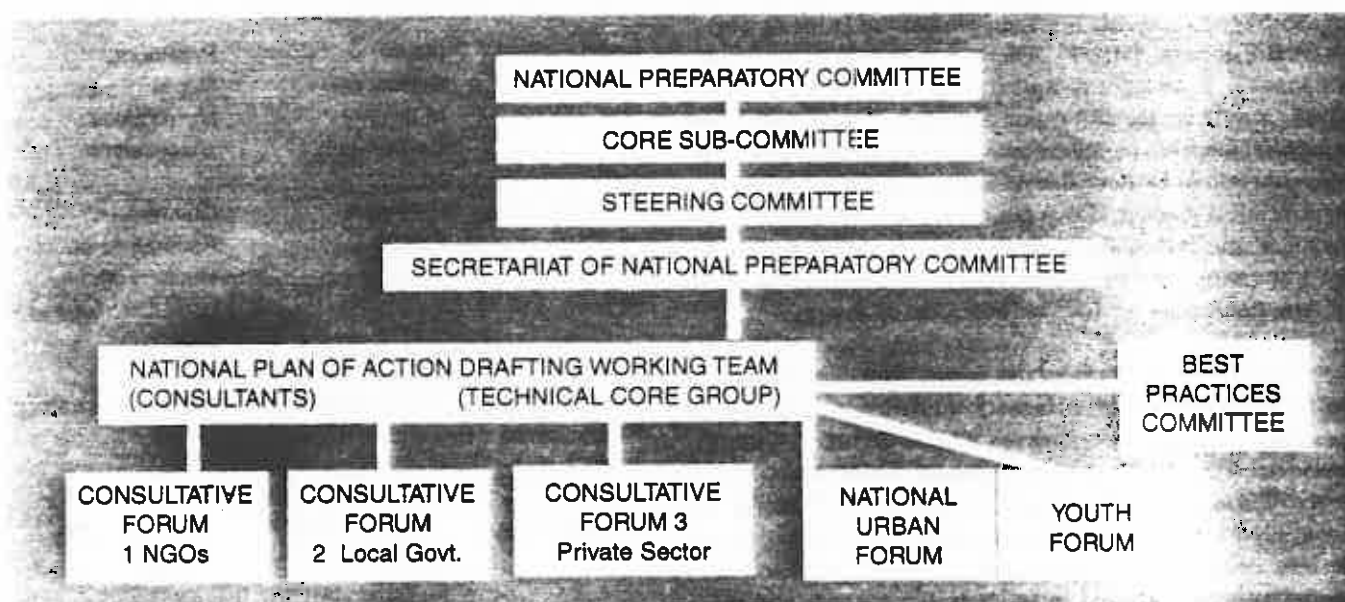 NATIONAL PREPARATORY COMMITTEE
CORE SUB-COMMITTEE
STEERING COMMITTEE
SECRETARIAT OF NATIONAL PREPARATORY COMMITTEE
NATIONAL PLAN OF ACTION DRAFTING WORKING TEAM
(CONSULTANTS) (TECHNICAL CORE GROUP)
BEST
PRACTICES
COMMITTEE
CONSULTATIVE
FORUM
1 NGOs
CONSULTATIVE
FORUM
2 Local Govt.
CONSULTATIVE
FORUM 3
Private Sector
NATIONAL
URBAN
FORUM
YOUTH
FORUM